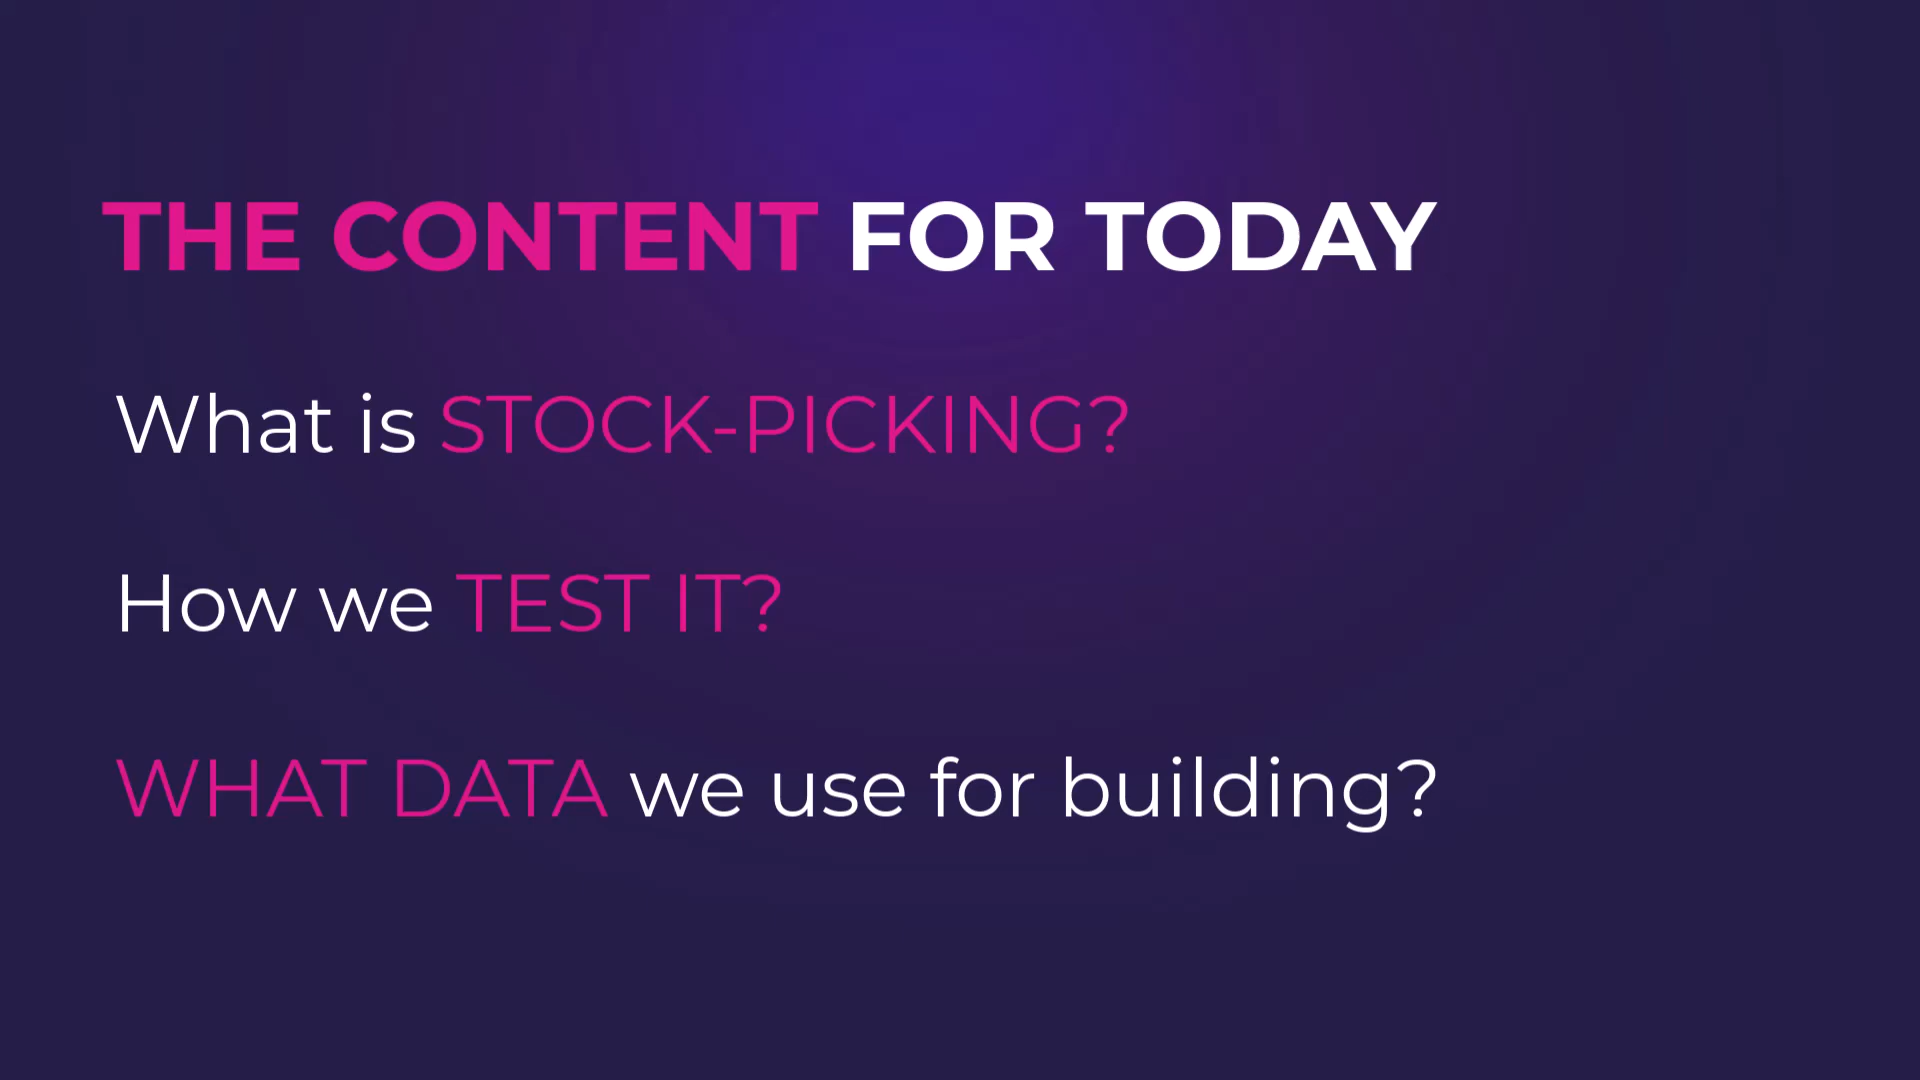 THE CONTENT FOR TODAY
What is STOCK-PICKING?
How we TEST IT?
WHAT DATA we use for building?